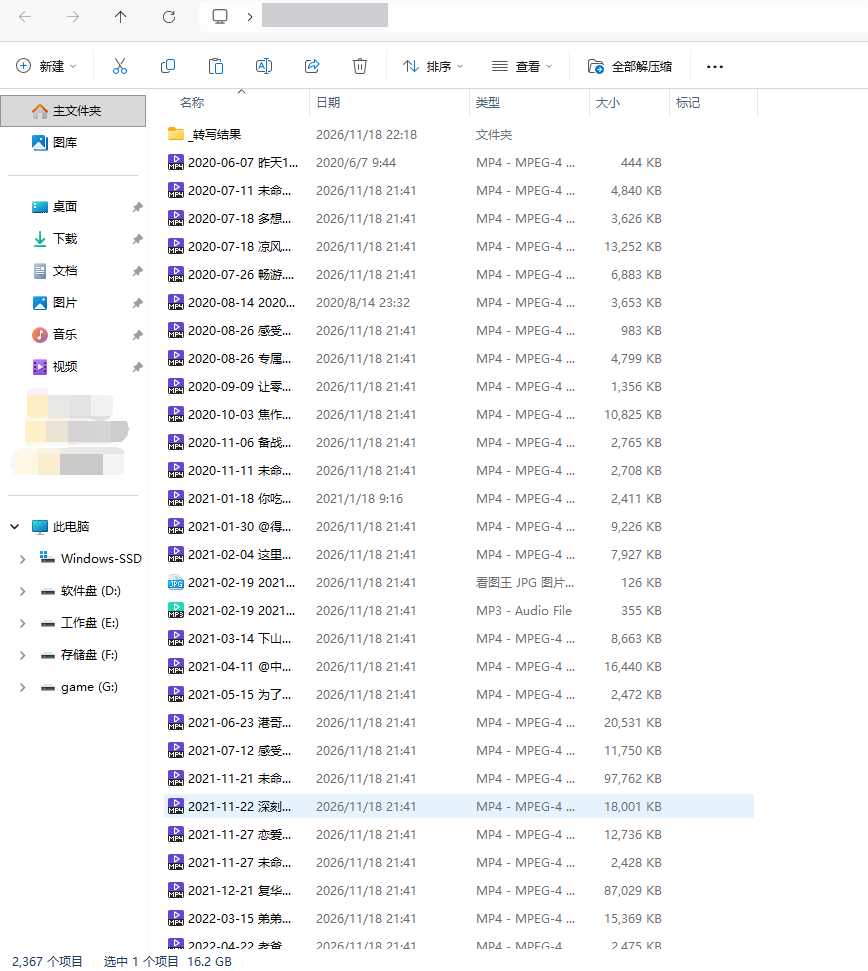 新建
排序
查看
全部解压缩
主文件夹
图库
桌面
下载
文档
图片
音乐
视频
此电脑
Windows-SSD
软件盘 (D:)
工作盘 (E:)
存储盘 (F:)
game (G:)
名称 日期 类型 大小 标记
_转写结果 2026/11/18 22:18 文件夹
2020-06-07 昨天1... 2020/6/7 9:44 MP4 - MPEG-4 ... 444 KB
2020-07-11 未命... 2026/11/18 21:41 MP4 - MPEG-4 ... 4,840 KB
2020-07-18 多想... 2026/11/18 21:41 MP4 - MPEG-4 ... 3,626 KB
2020-07-18 凉风... 2026/11/18 21:41 MP4 - MPEG-4 ... 13,252 KB
2020-07-26 畅游.... 2026/11/18 21:41 MP4 - MPEG-4 ... 6,883 KB
2020-08-14 2020... 2020/8/14 23:32 MP4 - MPEG-4 ... 3,653 KB
2020-08-26 感受... 2026/11/18 21:41 MP4 - MPEG-4 ... 983 KB
2020-08-26 专属... 2026/11/18 21:41 MP4 - MPEG-4 ... 4,799 KB
2020-09-09 让零... 2026/11/18 21:41 MP4 - MPEG-4 ... 1,356 KB
2020-10-03 焦作... 2026/11/18 21:41 MP4 - MPEG-4 ... 10,825 KB
2020-11-06 备战... 2026/11/18 21:41 MP4 - MPEG-4 ... 2,765 KB
2020-11-11 未命... 2026/11/18 21:41 MP4 - MPEG-4 ... 2,708 KB
2021-01-18 你吃... 2021/1/18 9:16 MP4 - MPEG-4 ... 2,411 KB
2021-01-30 @得... 2026/11/18 21:41 MP4 - MPEG-4 ... 9,226 KB
2021-02-04 这里... 2026/11/18 21:41 MP4 - MPEG-4 ... 7,927 KB
2021-02-19 2021... 2026/11/18 21:41 看图王 JPG 图片... 126 KB
2021-02-19 2021... 2026/11/18 21:41 MP3 - Audio File 355 KB
2021-03-14 下山... 2026/11/18 21:41 MP4 - MPEG-4 ... 8,663 KB
2021-04-11 @中... 2026/11/18 21:41 MP4 - MPEG-4 ... 16,440 KB
2021-05-15 为了... 2026/11/18 21:41 MP4 - MPEG-4 ... 2,472 KB
2021-06-23 港哥... 2026/11/18 21:41 MP4 - MPEG-4 ... 20,531 KB
2021-07-12 感受... 2026/11/18 21:41 MP4 - MPEG-4 ... 11,750 KB
2021-11-21 未命... 2026/11/18 21:41 MP4 - MPEG-4 ... 97,762 KB
2021-11-22 深刻... 2026/11/18 21:41 MP4 - MPEG-4 ... 18,001 KB
2021-11-27 恋爱... 2026/11/18 21:41 MP4 - MPEG-4 ... 12,736 KB
2021-11-27 未命... 2026/11/18 21:41 MP4 - MPEG-4 ... 2,428 KB
2021-12-21 复华... 2026/11/18 21:41 MP4 - MPEG-4 ... 87,029 KB
2022-03-15 弟弟... 2026/11/18 21:41 MP4 - MPEG-4 ... 15,369 KB
2022-04-22 老爸... 2026/11/18 21:41 MP4 - MPEG-4 ... 2,475 KB
2,367 个项目 选中 1 个项目 16.2 GB